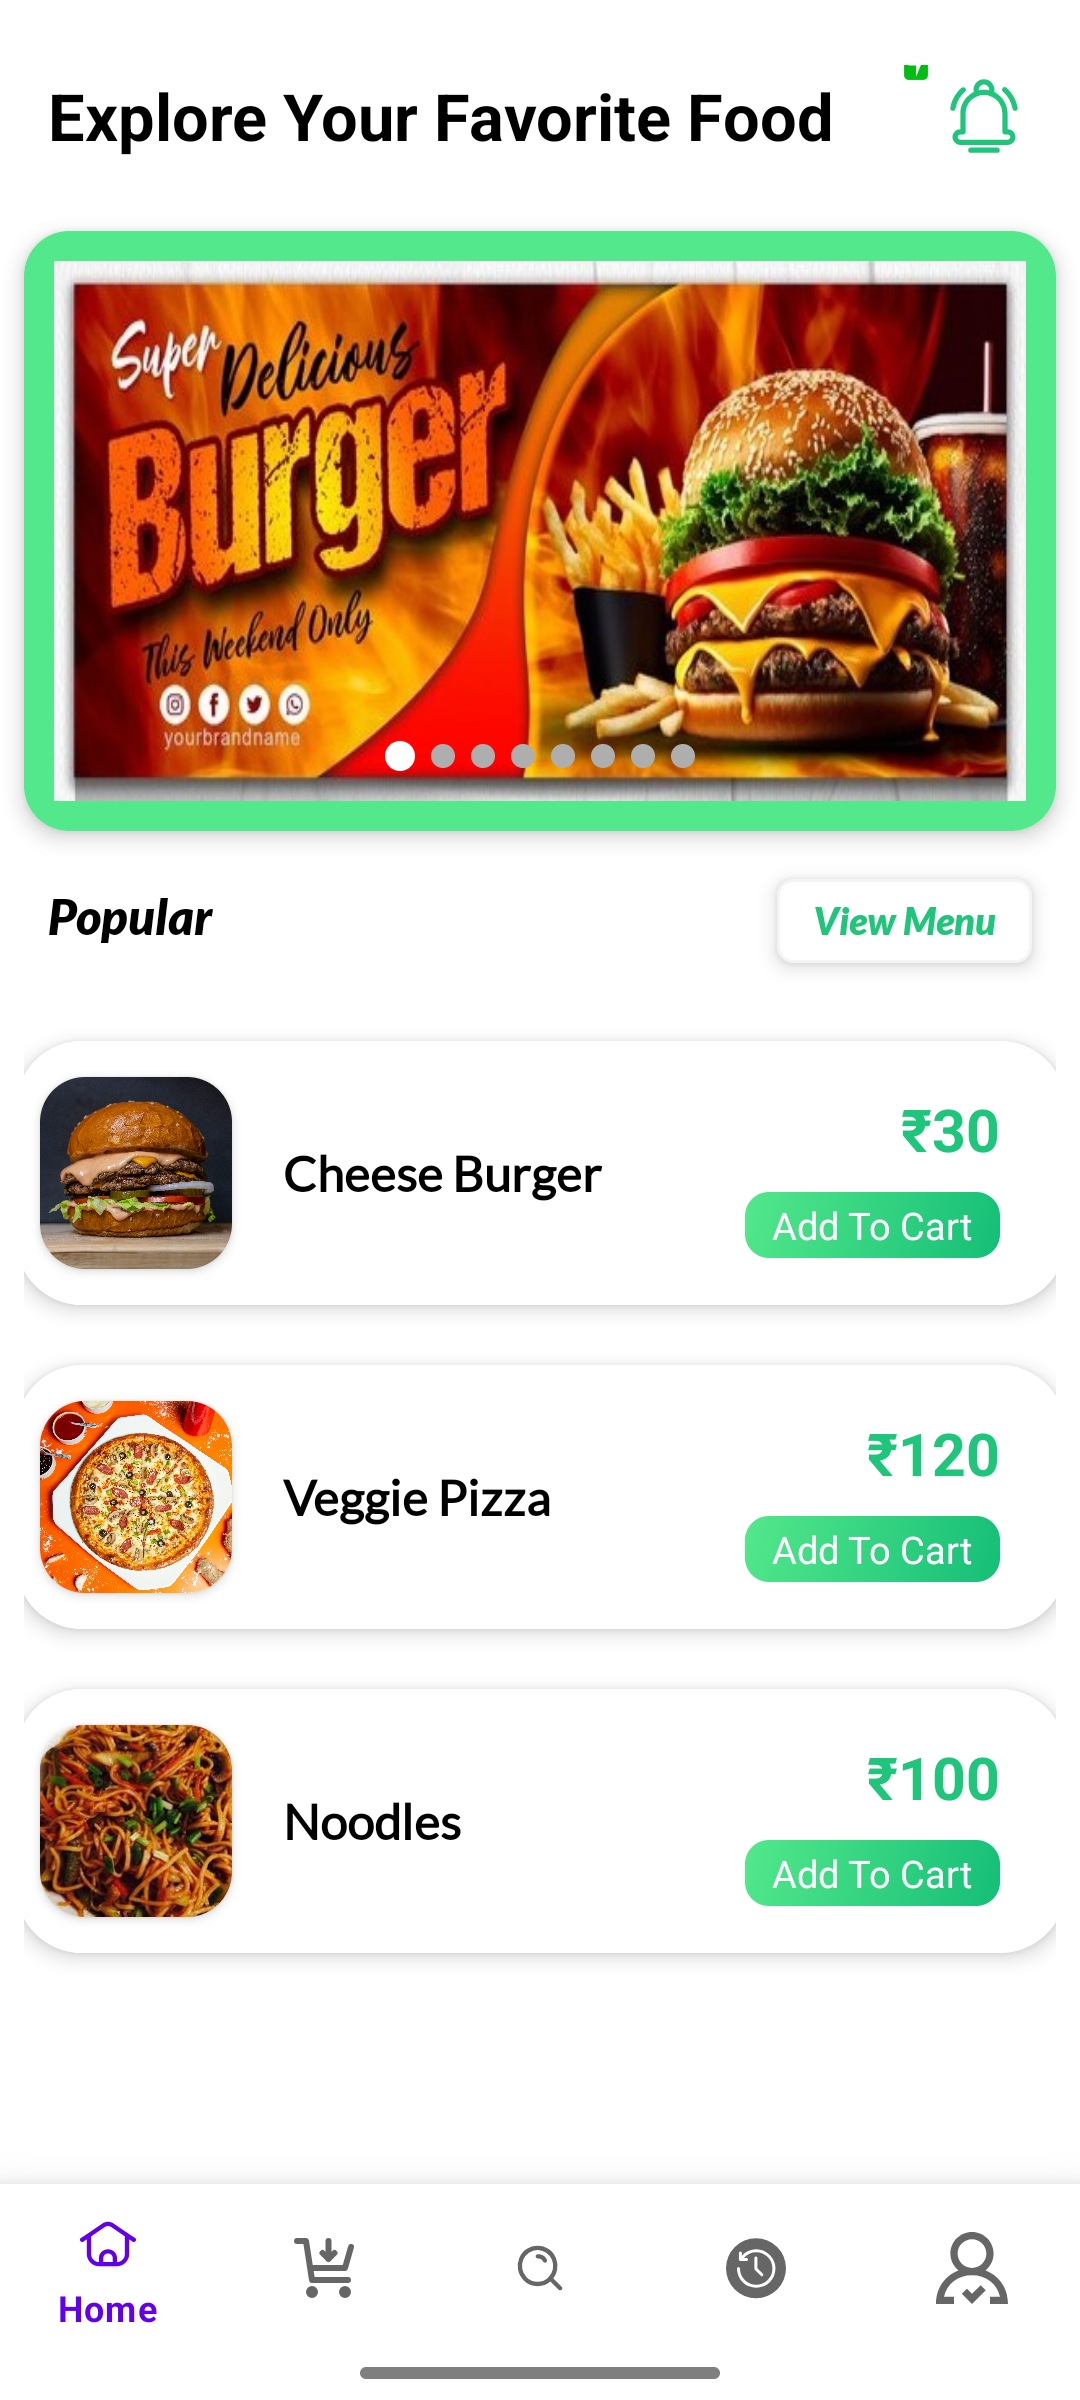 Explore Your Favorite Food
Super Delicious
Burger
This Weekend Only
yourbrandname
Popular
View Menu
Cheese Burger
₹30
Add To Cart
Veggie Pizza
₹120
Add To Cart
Noodles
₹100
Add To Cart
Home